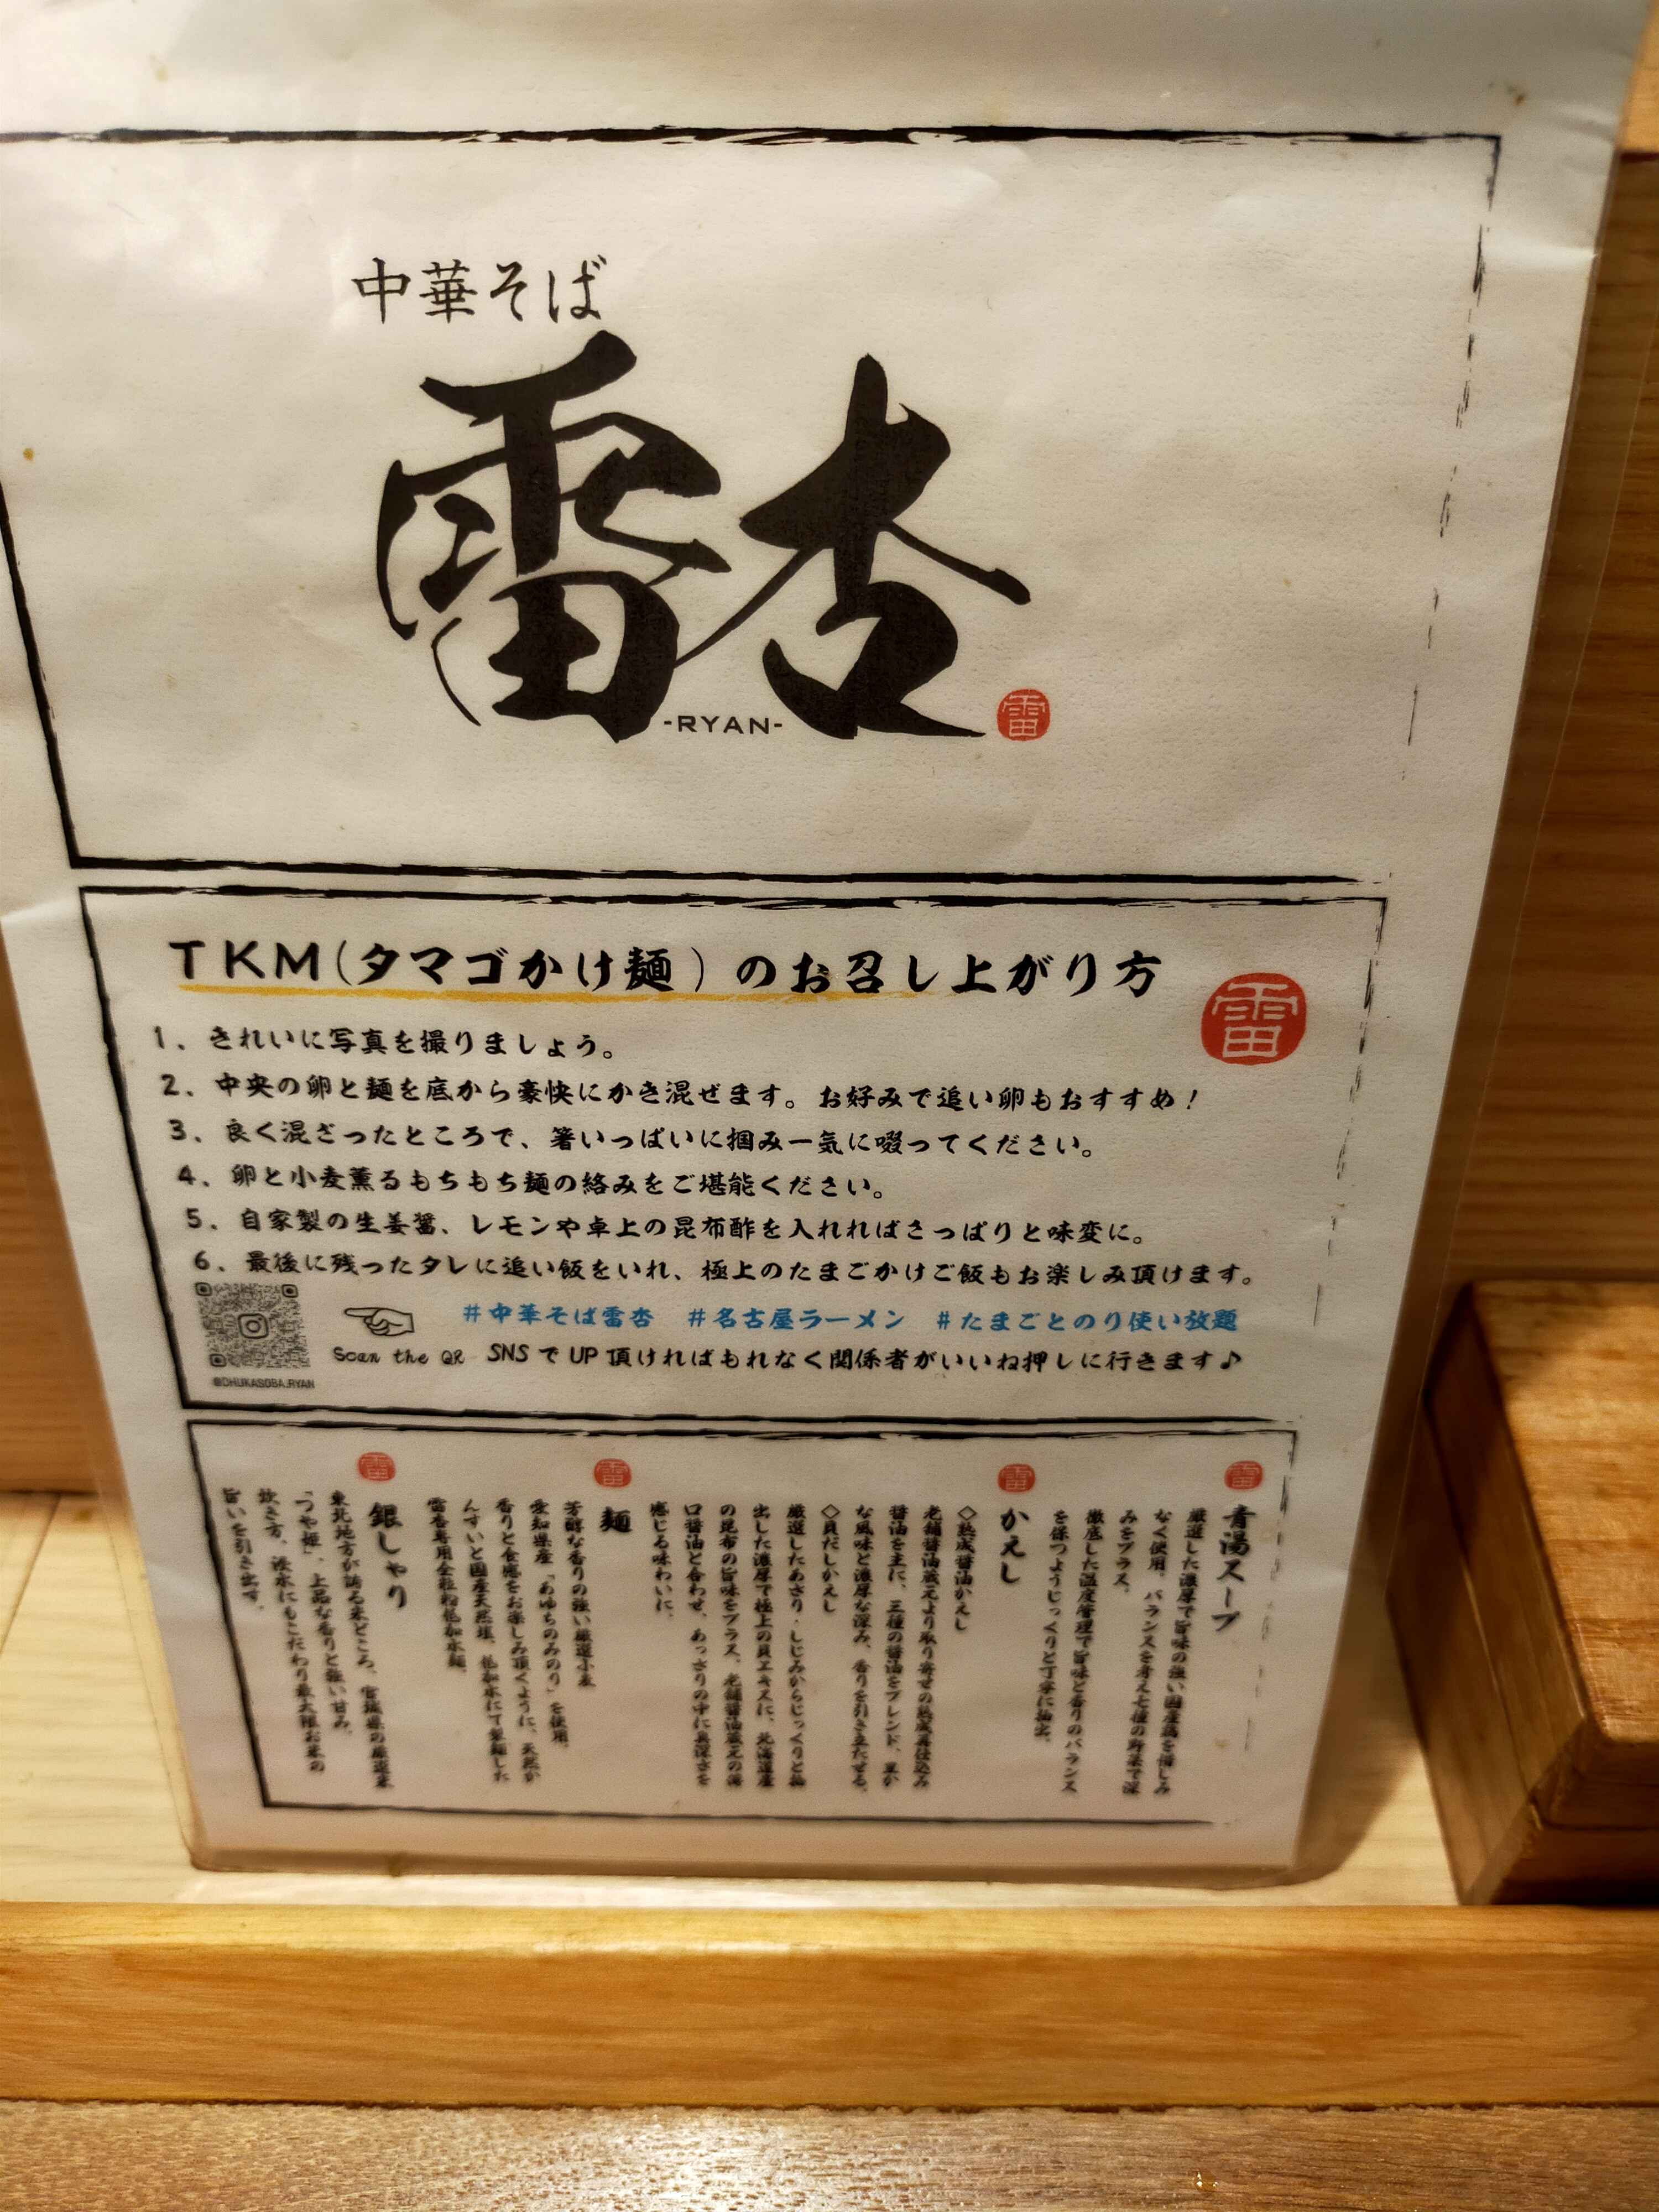 中華そば
雷杏
-RYAN-
雷
TKM(タマゴかけ麺)のお召し上がり方
雷
1、きれいに写真を撮りましょう。
2、中央の卵と麺を底から豪快にかき混ぜます。お好みで追い卵もおすすめ!
3、良く混ざったところで、箸いっぱいに掴み一気に啜ってください。
4、卵と小麦薫るもちもち麺の絡みをご堪能ください。
5、自家製の生姜醤、レモンや卓上の昆布酢を入れればさっぱりと味変に。
6、最後に残ったタレに追い飯をいれ、極上のたまごかけご飯もお楽しみ頂けます。
#中華そば雷杏 #名古屋ラーメン #たまごとのり使い放題
Scan the QR SNSでUP頂ければもれなく関係者がいいね押しに行きます♪
@CHUKASOBA.RYAN
雷
青湯スープ
厳選した濃厚で旨味の強い国産鶏を惜しみ
なく使用。バランスを考え七種の野菜で深
みをプラス。
徹底した温度管理で旨味と香りのバランス
を保つようじっくりと丁寧に抽出。
雷
かえし
◇熟成醤油かえし
老舗醤油蔵元より取り寄せの熟成再仕込み
醤油を主に、三種の醤油をブレンド。豊か
な風味と濃厚な深み、香りを引き立たせる。
◇貝だしかえし
厳選したあさり・しじみからじっくりと抽
出した濃厚で極上の貝エキスに、北海道産
の昆布の旨味をプラス。老舗醤油蔵元の薄
口醤油と合わせ、あっさりの中に奥深さを
感じる味わいに。
雷
麺
芳醇な香りの強い厳選小麦
愛知県産「きぬあかり」を使用。
香りと食感をお楽しみ頂くように、天然か
んすいと国産天然塩、低加水にて製麺した
雷杏専用全粒粉低加水麺。
雷
銀しゃり
東北地方が誇る米どころ、宮城県の厳選米
「つや姫」。上品な香りと強い甘み。
炊き方、浸水にもこだわり最大限お米の
旨いを引き出す。